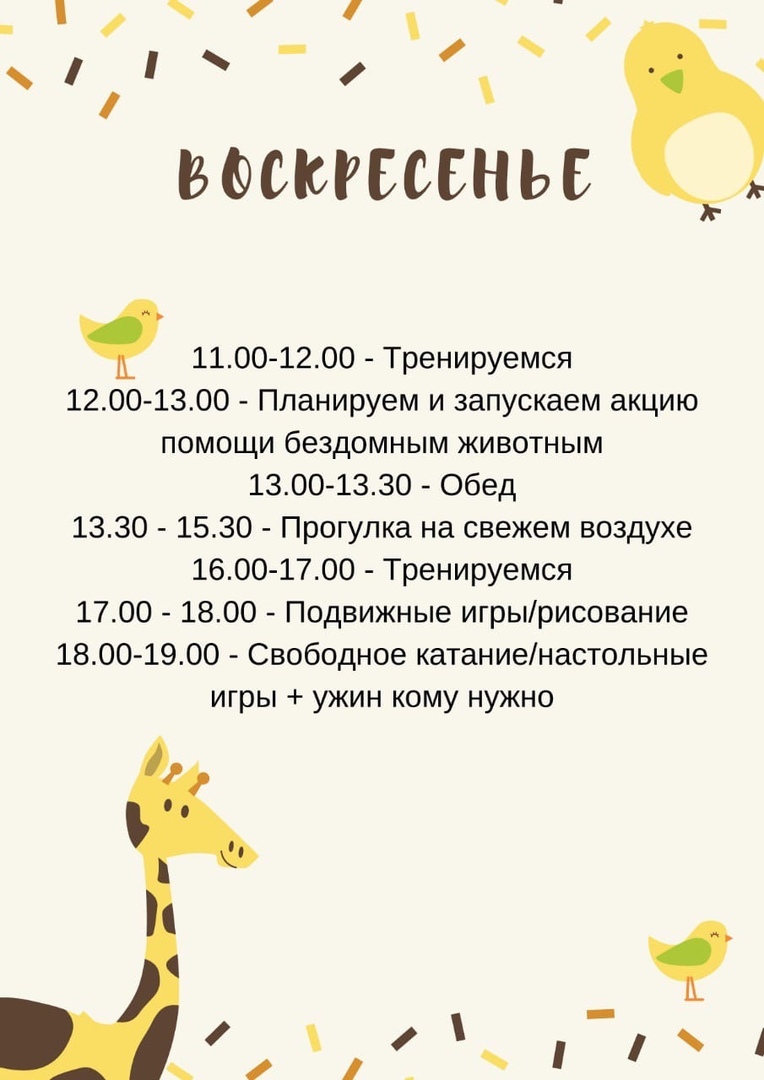 ВОСКРЕСЕНЬЕ
11.00-12.00 - Тренируемся
12.00-13.00 - Планируем и запускаем акцию
помощи бездомным животным
13.00-13.30 - Обед
13.30 - 15.30 - Прогулка на свежем воздухе
16.00-17.00 - Тренируемся
17.00 - 18.00 - Подвижные игры/рисование
18.00-19.00 - Свободное катание/настольные
игры + ужин кому нужно